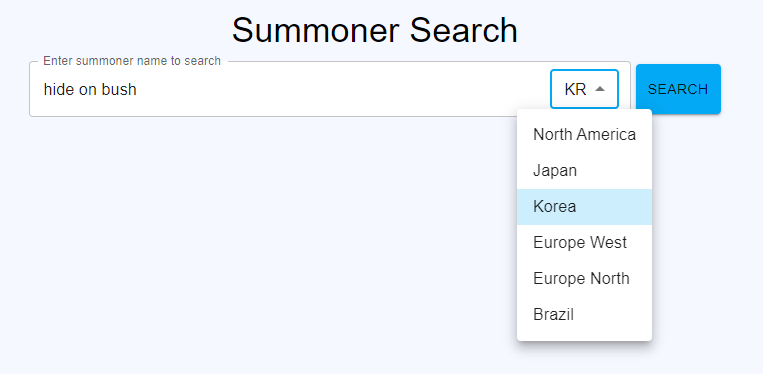 Summoner Search
Enter summoner name to search
hide on bush
KR
SEARCH
North America
Japan
Korea
Europe West
Europe North
Brazil